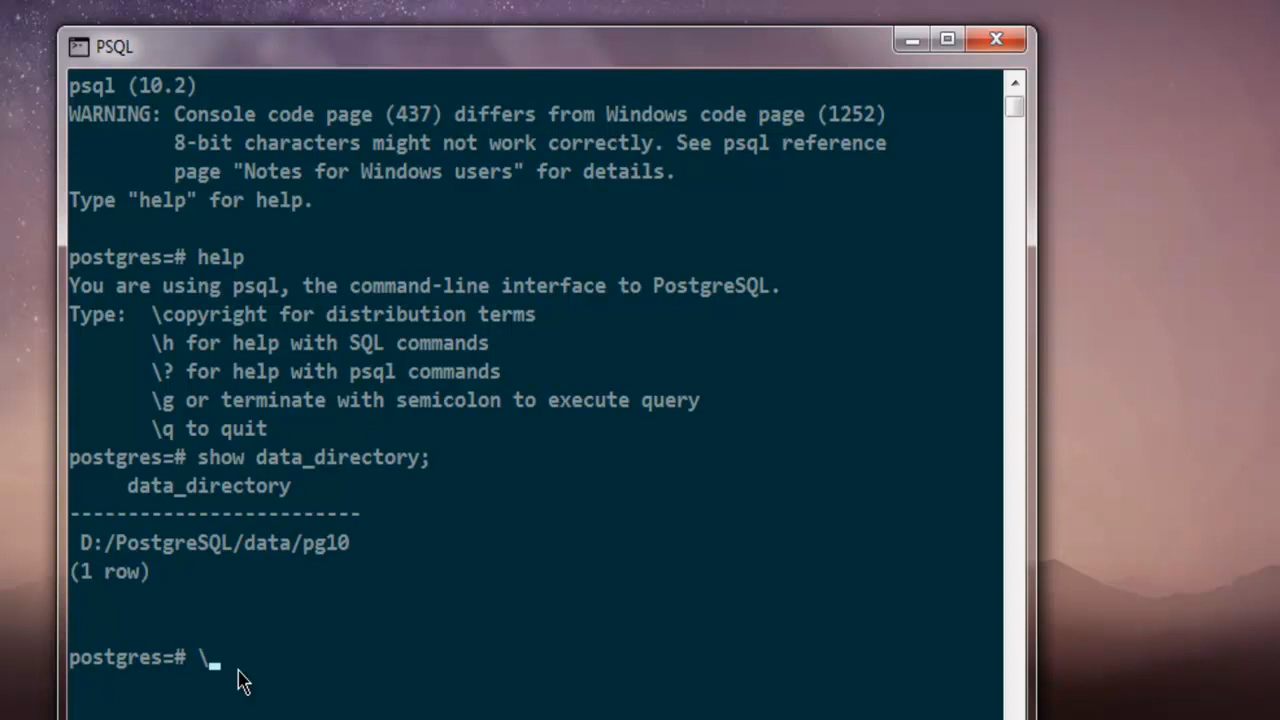 PSQL
psql (10.2)
WARNING: Console code page (437) differs from Windows code page (1252)
8-bit characters might not work correctly. See psql reference
page "Notes for Windows users" for details.
Type "help" for help.
postgres=# help
You are using psql, the command-line interface to PostgreSQL.
Type:  \copyright for distribution terms
\h for help with SQL commands
\? for help with psql commands
\g or terminate with semicolon to execute query
\q to quit
postgres=# show data_directory;
data_directory
-------------------------
D:/PostgreSQL/data/pg10
(1 row)
postgres=# \